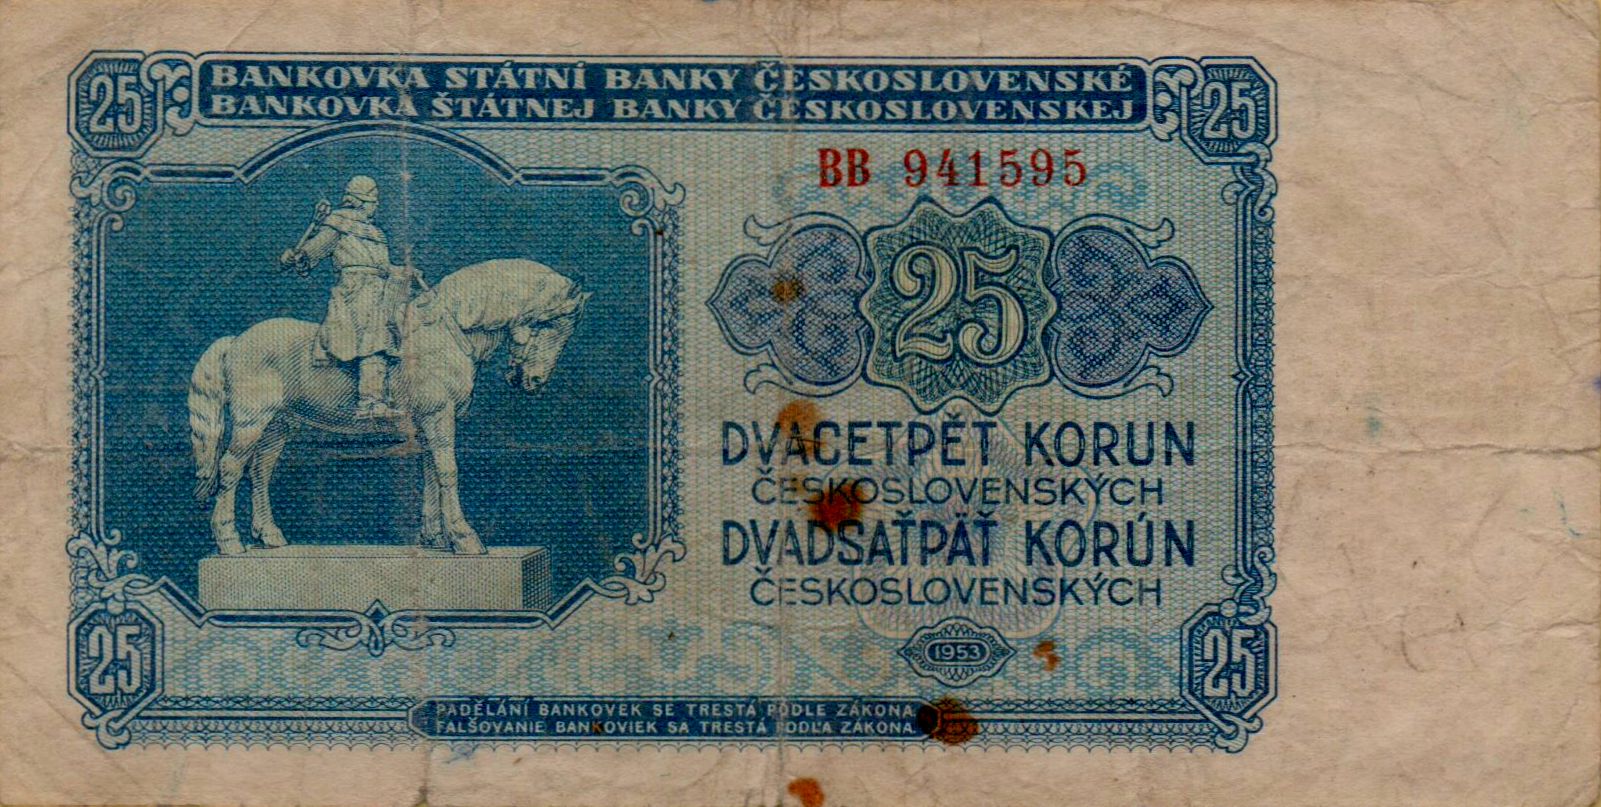 25 BANKOVKA STÁTNÍ BANKY ČESKOSLOVENSKÉ 25
BANKOVKA ŠTÁTNEJ BANKY ČESKOSLOVENSKEJ
BB 941595
25
DVACETPĚT KORUN
ČESKOSLOVENSKÝCH
DVADSAŤPÄŤ KORÚN
ČESKOSLOVENSKÝCH
25 1953 25
PADĚLÁNÍ BANKOVEK SE TRESTÁ PODLE ZÁKONA
FALŠOVANIE BANKOVIEK SA TRESTÁ PODĽA ZÁKONA